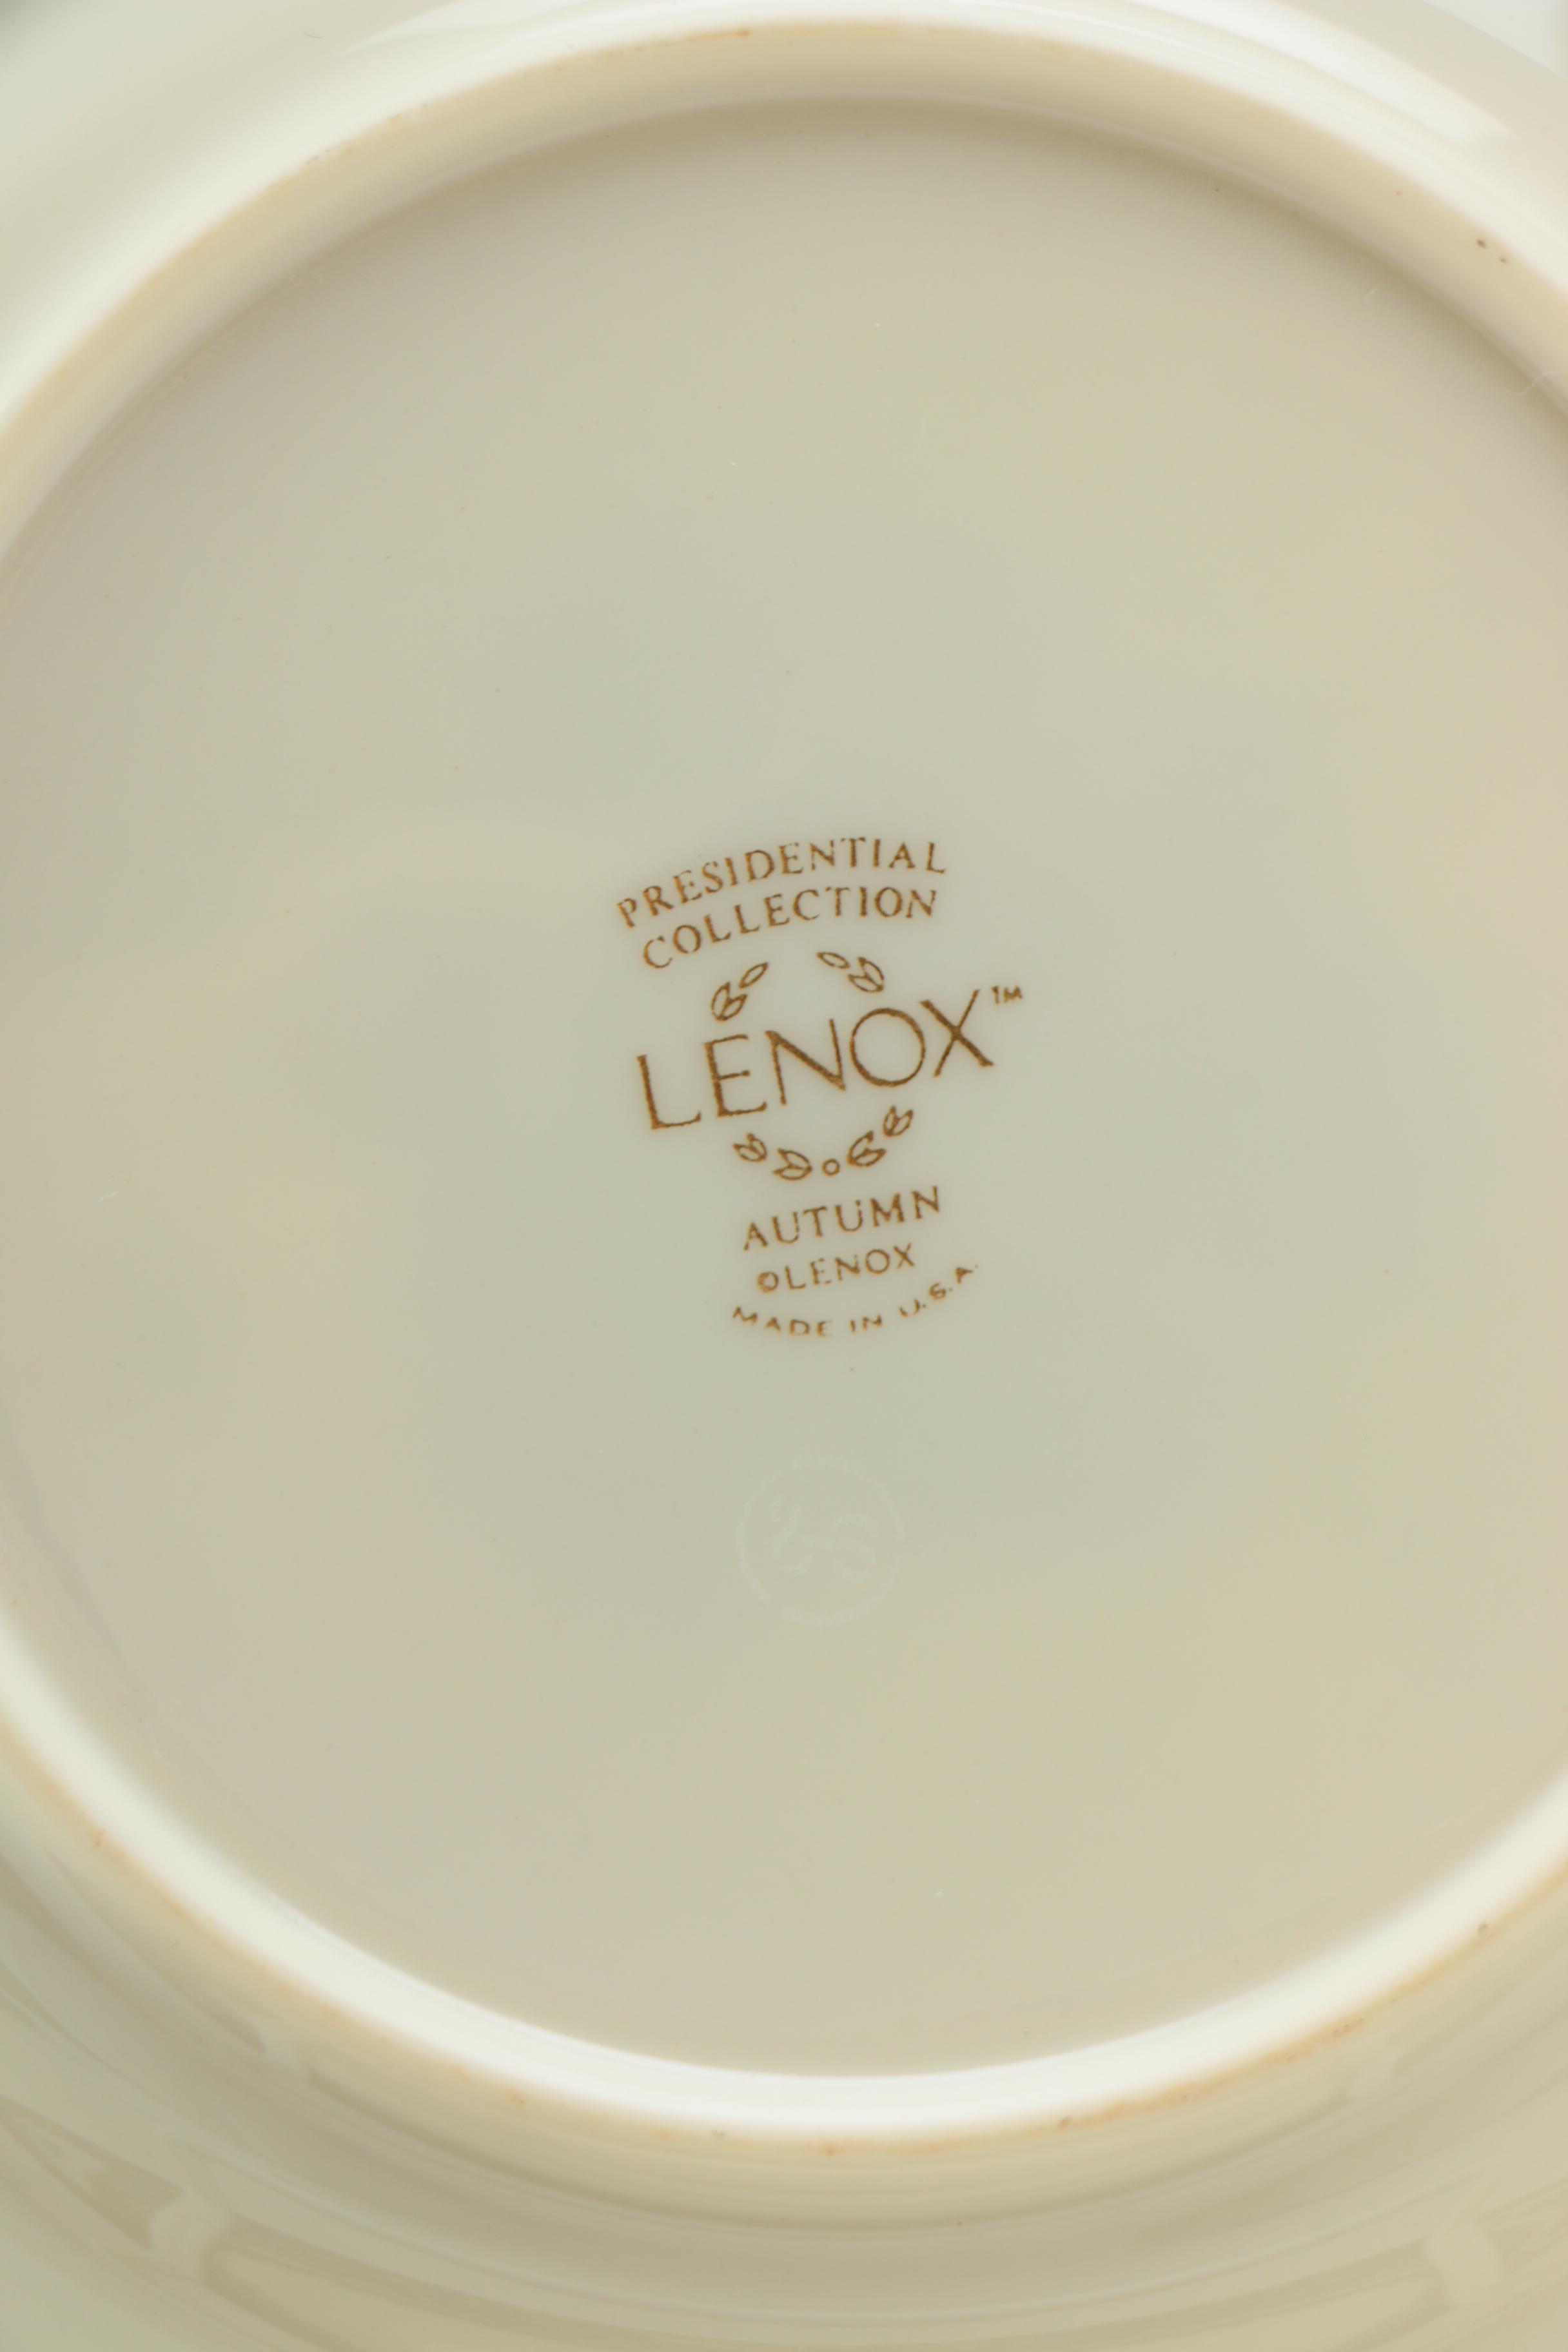 PRESIDENTIAL
COLLECTION
LENOX™
AUTUMN
©LENOX
MADE IN U.S.A.